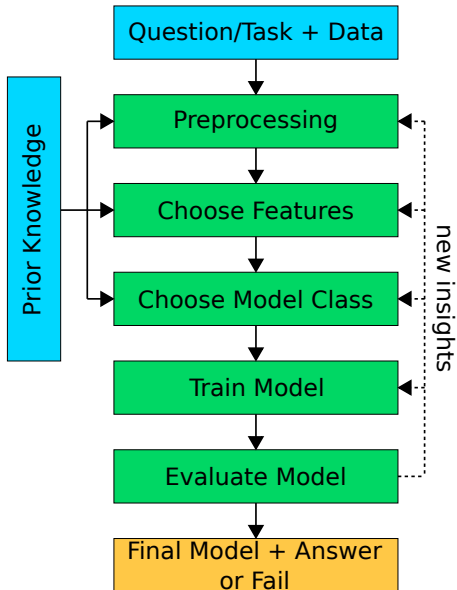 Question/Task + Data
Prior Knowledge
Preprocessing
Choose Features
Choose Model Class
Train Model
Evaluate Model
new insights
Final Model + Answer
or Fail